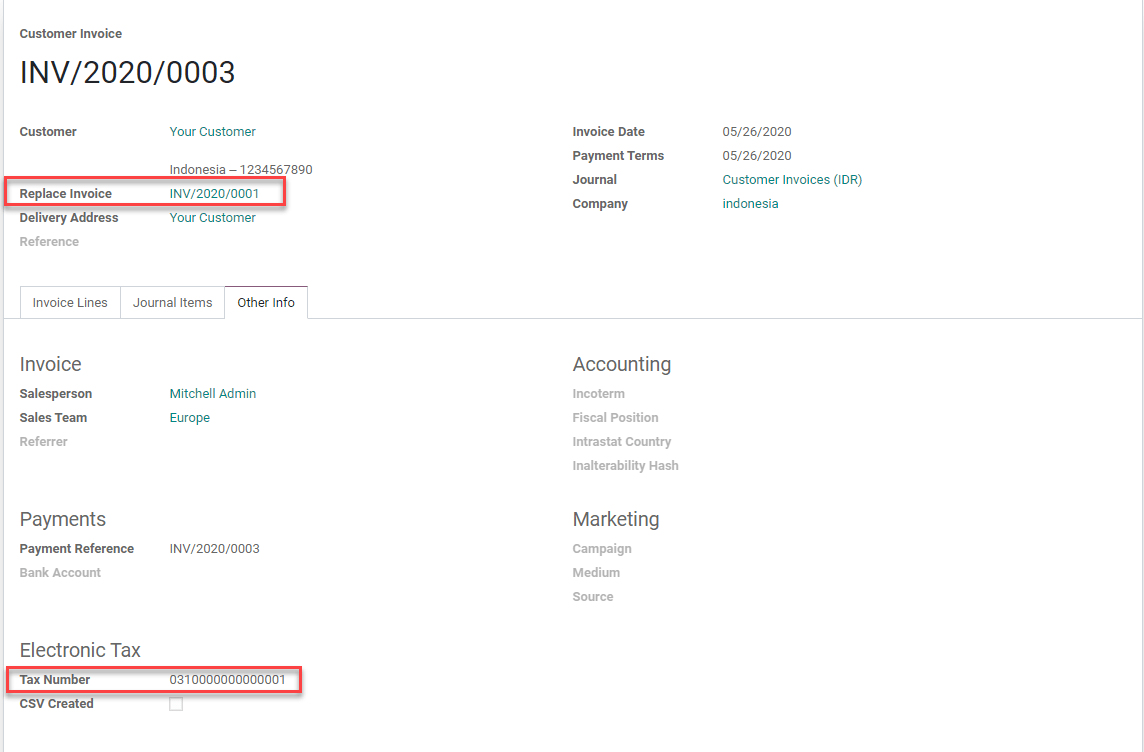 Customer Invoice
INV/2020/0003
Customer Your Customer
Indonesia – 1234567890
Replace Invoice INV/2020/0001
Delivery Address Your Customer
Reference
Invoice Date 05/26/2020
Payment Terms 05/26/2020
Journal Customer Invoices (IDR)
Company indonesia
Invoice Lines Journal Items Other Info
Invoice
Salesperson Mitchell Admin
Sales Team Europe
Referrer
Accounting
Incoterm
Fiscal Position
Intrastat Country
Inalterability Hash
Payments
Payment Reference INV/2020/0003
Bank Account
Marketing
Campaign
Medium
Source
Electronic Tax
Tax Number 0310000000000001
CSV Created